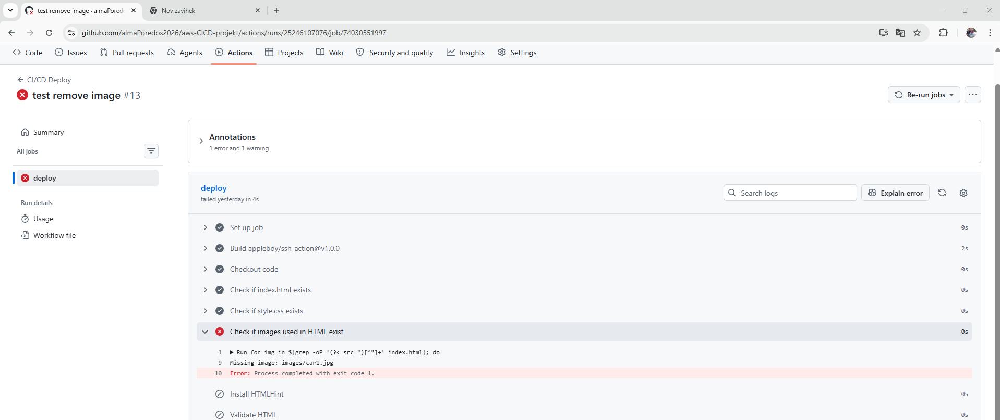 test remove image · almaPoredo
Nov zavihek
github.com/almaPoredos2026/aws-CICD-projekt/actions/runs/25246107076/job/74030551997
Code
Issues
Pull requests
Agents
Actions
Projects
Wiki
Security and quality
Insights
Settings
CI/CD Deploy
test remove image #13
Re-run jobs
Summary
All jobs
deploy
Run details
Usage
Workflow file
Annotations
1 error and 1 warning
deploy
failed yesterday in 4s
Search logs
Explain error
Set up job 0s
Build appleboy/ssh-action@v1.0.0 2s
Checkout code 0s
Check if index.html exists 0s
Check if style.css exists 0s
Check if images used in HTML exist 0s
1 Run for img in $(grep -oP '(?<=src=")[^"]+' index.html); do
9 Missing image: images/car1.jpg
10 Error: Process completed with exit code 1.
Install HTMLHint 0s
Validate HTML 0s